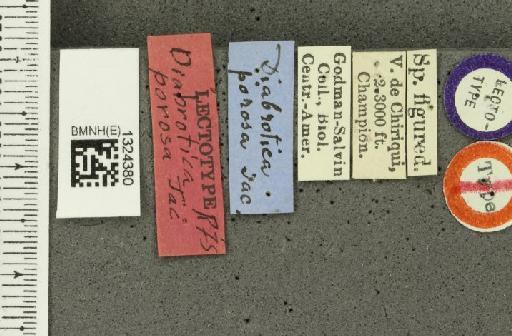 BMNH(E)
1324380
LECTOTYPE
Diabrotica
porosa
Jac.
Diabrotica
porosa Jac.
Godman-Salvin
Coll., Biol.
Centr.-Amer.
Sp. figured.
V. de Chiriqui,
2-3000 ft.
Champion.
LECTO-
TYPE
Type